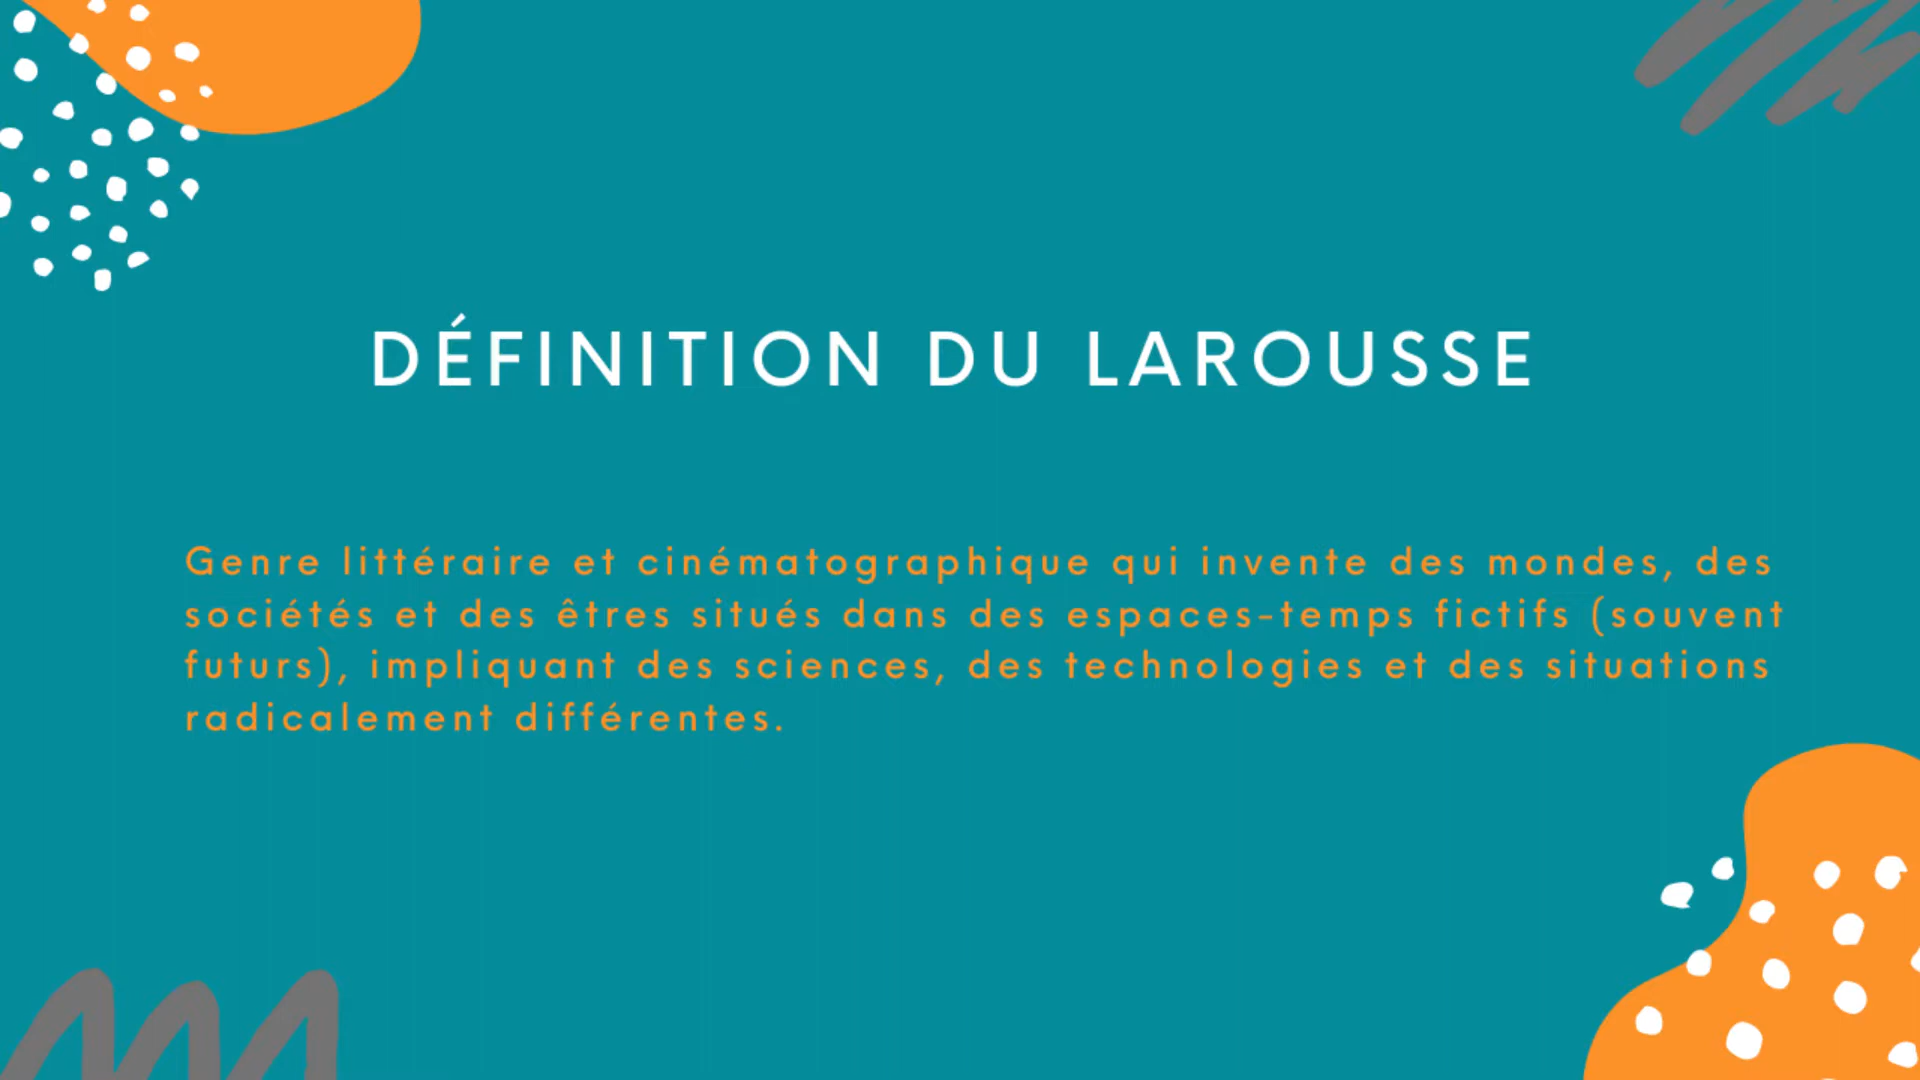 DÉFINITION DU LAROUSSE
Genre littéraire et cinématographique qui invente des mondes, des
sociétés et des êtres situés dans des espaces-temps fictifs (souvent
futurs), impliquant des sciences, des technologies et des situations
radicalement différentes.